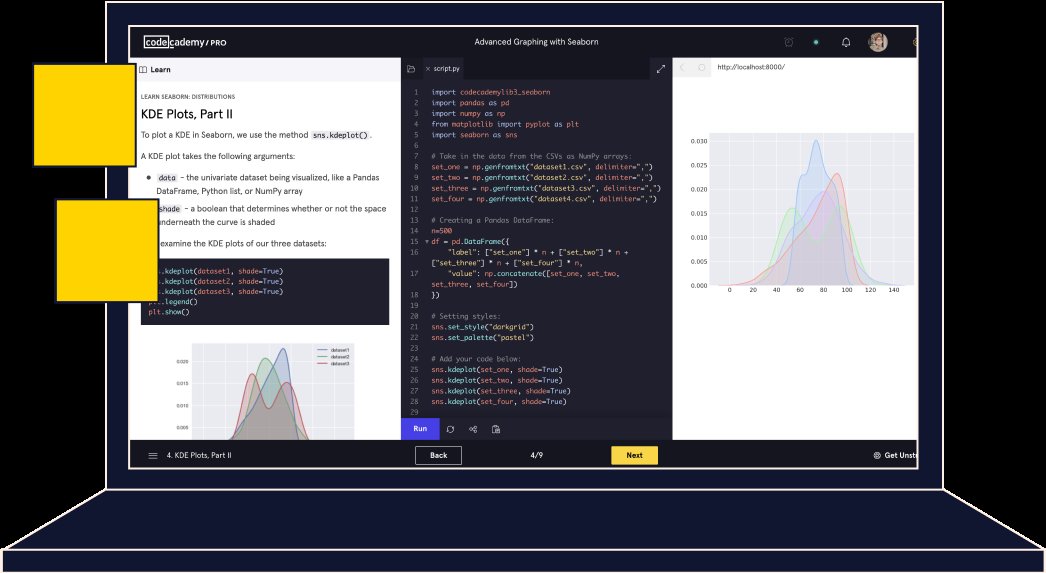 codecademy/PRO
Advanced Graphing with Seaborn
Learn
LEARN SEABORN: DISTRIBUTIONS
KDE Plots, Part II
To plot a KDE in Seaborn, we use the method sns.kdeplot().
A KDE plot takes the following arguments:
data – the univariate dataset being visualized, like a Pandas
DataFrame, Python list, or NumPy array
shade – a boolean that determines whether or not the space
underneath the curve is shaded
examine the KDE plots of our three datasets:
.kdeplot(dataset1, shade=True)
.kdeplot(dataset2, shade=True)
.kdeplot(dataset3, shade=True)
plt.legend()
plt.show()
dataset1
dataset2
dataset3
0.020
0.015
0.010
0.005
script.py
1 import codecademylib3_seaborn
2 import pandas as pd
3 import numpy as np
4 from matplotlib import pyplot as plt
5 import seaborn as sns
6
7 # Take in the data from the CSVs as NumPy arrays:
8 set_one = np.genfromtxt("dataset1.csv", delimiter=",")
9 set_two = np.genfromtxt("dataset2.csv", delimiter=",")
10 set_three = np.genfromtxt("dataset3.csv", delimiter=",")
11 set_four = np.genfromtxt("dataset4.csv", delimiter=",")
12
13 # Creating a Pandas DataFrame:
14 n=500
15 df = pd.DataFrame({
16 "label": ["set_one"] * n + ["set_two"] * n +
["set_three"] * n + ["set_four"] * n,
17 "value": np.concatenate([set_one, set_two,
set_three, set_four])
18 })
19
20 # Setting styles:
21 sns.set_style("darkgrid")
22 sns.set_palette("pastel")
23
24 # Add your code below:
25 sns.kdeplot(set_one, shade=True)
26 sns.kdeplot(set_two, shade=True)
27 sns.kdeplot(set_three, shade=True)
28 sns.kdeplot(set_four, shade=True)
29
Run
http://localhost:8000/
0.030
0.025
0.020
0.015
0.010
0.005
0.000
0 20 40 60 80 100 120 140
4. KDE Plots, Part II
Back
4/9
Next
Get Unst